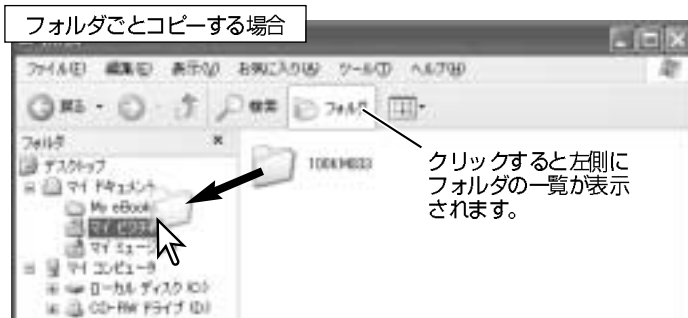 フォルダごとコピーする場合
ファイル(F) 編集(E) 表示(V) お気に入り(A) ツール(T) ヘルプ(H)
戻る 検索 フォルダ
フォルダ ×
デスクトップ
マイ ドキュメント
My eBook
マイ ピクチ
マイ ミュー
マイ コンピュータ
ローカル ディスク (C:)
CD-RW ドライブ (D:)
クリックすると左側に
フォルダの一覧が表示
されます。